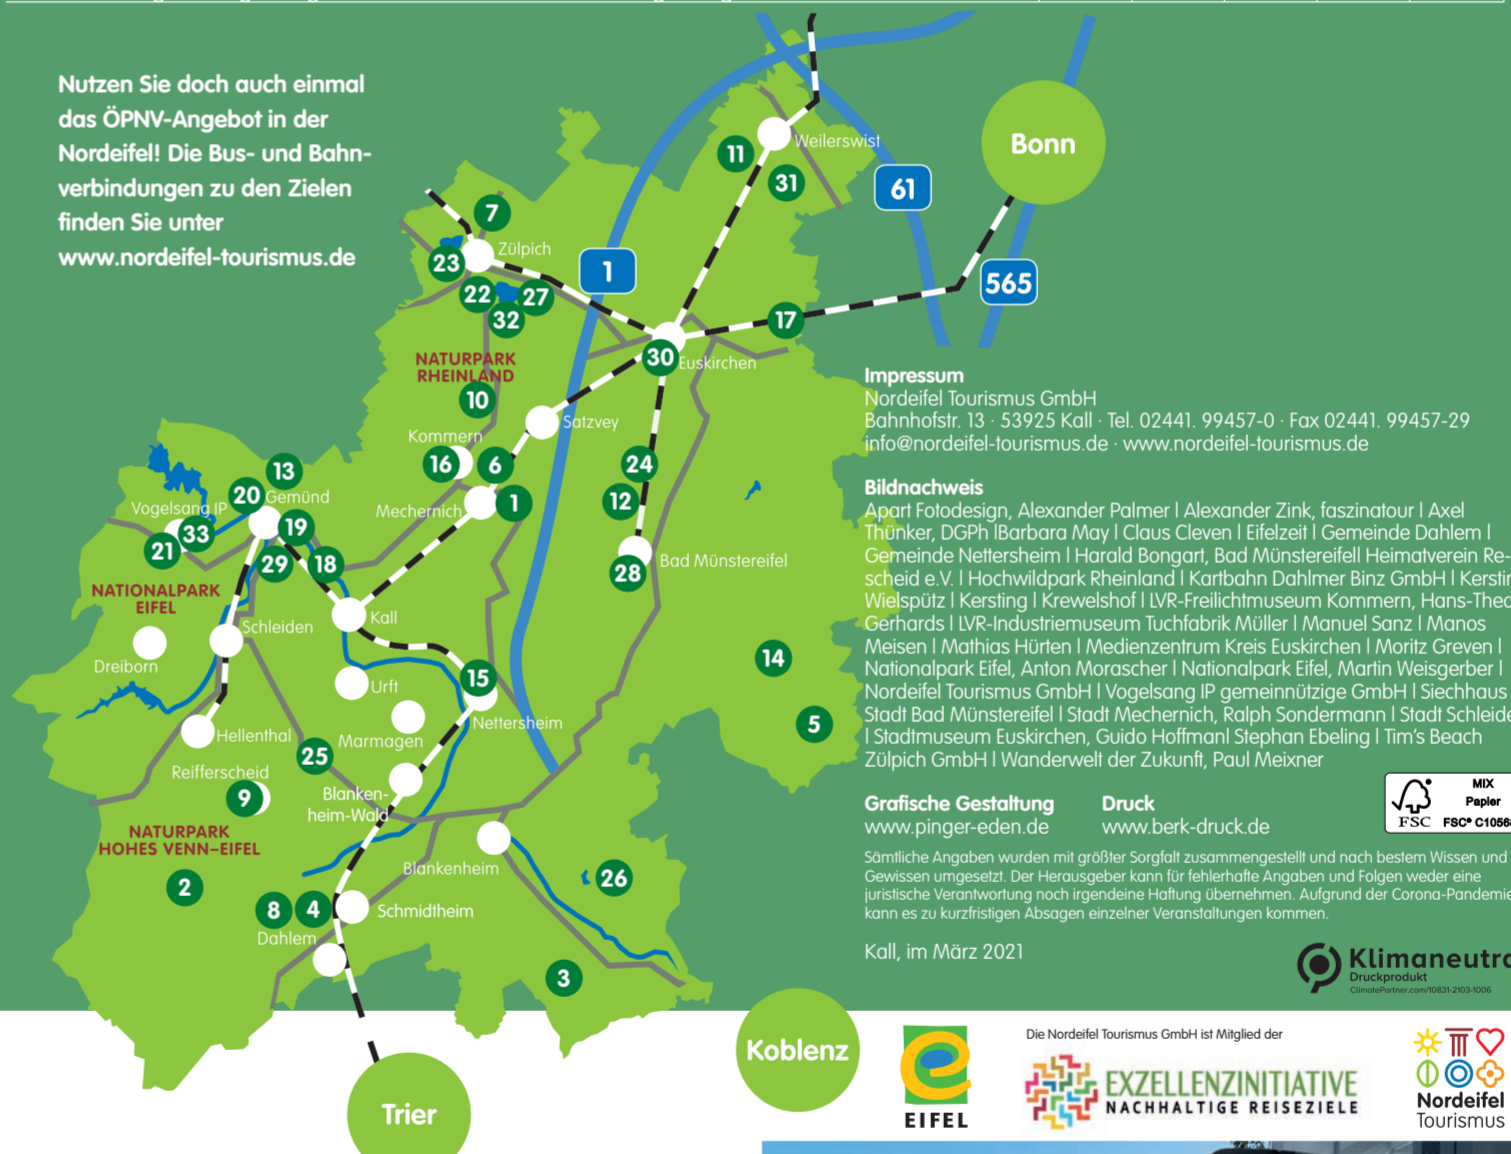 Nutzen Sie doch auch einmal
das ÖPNV-Angebot in der
Nordeifel! Die Bus- und Bahn-
verbindungen zu den Zielen
finden Sie unter
www.nordeifel-tourismus.de
Bonn
Weilerswist
11
31
61
7
Zülpich
23
1
565
22
27
32
17
NATURPARK
RHEINLAND
30
Euskirchen
10
Satzvey
Kommern
16
6
24
13
20
Gemünd
Vogelsang IP
Mechernich
1
12
33
19
21
29
18
Bad Münstereifel
28
NATIONALPARK
EIFEL
Kall
Schleiden
Dreiborn
14
15
Urft
Nettersheim
5
Marmagen
Hellenthal
25
Reifferscheid
9
Blanken-
heim-Wald
NATURPARK
HOHES VENN–EIFEL
Blankenheim
2
26
8
4
Schmidtheim
Dahlem
3
Koblenz
Trier
Impressum
Nordeifel Tourismus GmbH
Bahnhofstr. 13 · 53925 Kall · Tel. 02441. 99457-0 · Fax 02441. 99457-29
info@nordeifel-tourismus.de · www.nordeifel-tourismus.de
Bildnachweis
Apart Fotodesign, Alexander Palmer | Alexander Zink, faszinatour | Axel
Thünker, DGPh |Barbara May | Claus Cleven | Eifelzeit | Gemeinde Dahlem |
Gemeinde Nettersheim | Harald Bongart, Bad Münstereifell Heimatverein Re-
scheid e.V. | Hochwildpark Rheinland | Kartbahn Dahlmer Binz GmbH | Kerstin
Wielspütz | Kersting | Krewelshof | LVR-Freilichtmuseum Kommern, Hans-Theo
Gerhards | LVR-Industriemuseum Tuchfabrik Müller | Manuel Sanz | Manos
Meisen | Mathias Hürten | Medienzentrum Kreis Euskirchen | Moritz Greven |
Nationalpark Eifel, Anton Morascher | Nationalpark Eifel, Martin Weisgerber |
Nordeifel Tourismus GmbH | Vogelsang IP gemeinnützige GmbH | Siechhaus
Stadt Bad Münstereifel | Stadt Mechernich, Ralph Sondermann | Stadt Schleide
| Stadtmuseum Euskirchen, Guido Hoffmanl Stephan Ebeling | Tim's Beach
Zülpich GmbH | Wanderwelt der Zukunft, Paul Meixner
Grafische Gestaltung
www.pinger-eden.de
Druck
www.berk-druck.de
FSC
MIX
Papier
FSC® C10568
Sämtliche Angaben wurden mit größter Sorgfalt zusammengestellt und nach bestem Wissen und
Gewissen umgesetzt. Der Herausgeber kann für fehlerhafte Angaben und Folgen weder eine
juristische Verantwortung noch irgendeine Haftung übernehmen. Aufgrund der Corona-Pandemie
kann es zu kurzfristigen Absagen einzelner Veranstaltungen kommen.
Kall, im März 2021
Klimaneutra
Druckprodukt
ClimatePartner.com/10831-2103-1006
EIFEL
Die Nordeifel Tourismus GmbH ist Mitglied der
EXZELLENZINITIATIVE
NACHHALTIGE REISEZIELE
Nordeifel
Tourismus